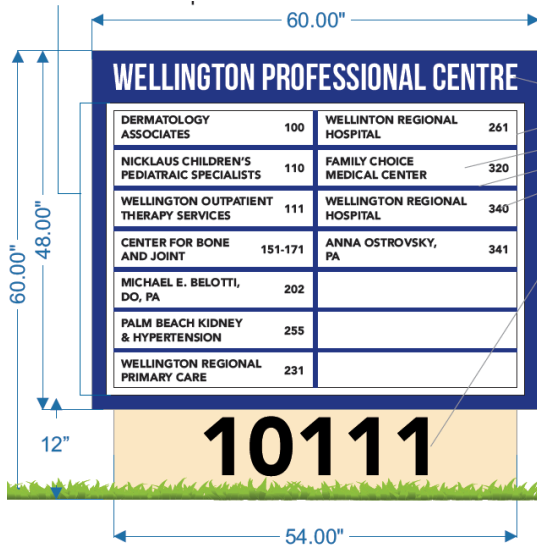 60.00"
WELLINGTON PROFESSIONAL CENTRE
DERMATOLOGY
ASSOCIATES 100
WELLINTON REGIONAL
HOSPITAL 261
NICKLAUS CHILDREN'S
PEDIATRAIC SPECIALISTS 110
FAMILY CHOICE
MEDICAL CENTER 320
WELLINGTON OUTPATIENT
THERAPY SERVICES 111
WELLINGTON REGIONAL
HOSPITAL 340
CENTER FOR BONE
AND JOINT 151-171
ANNA OSTROVSKY,
PA 341
MICHAEL E. BELOTTI,
DO, PA 202
PALM BEACH KIDNEY
& HYPERTENSION 255
WELLINGTON REGIONAL
PRIMARY CARE 231
60.00"
48.00"
12”
10111
54.00"